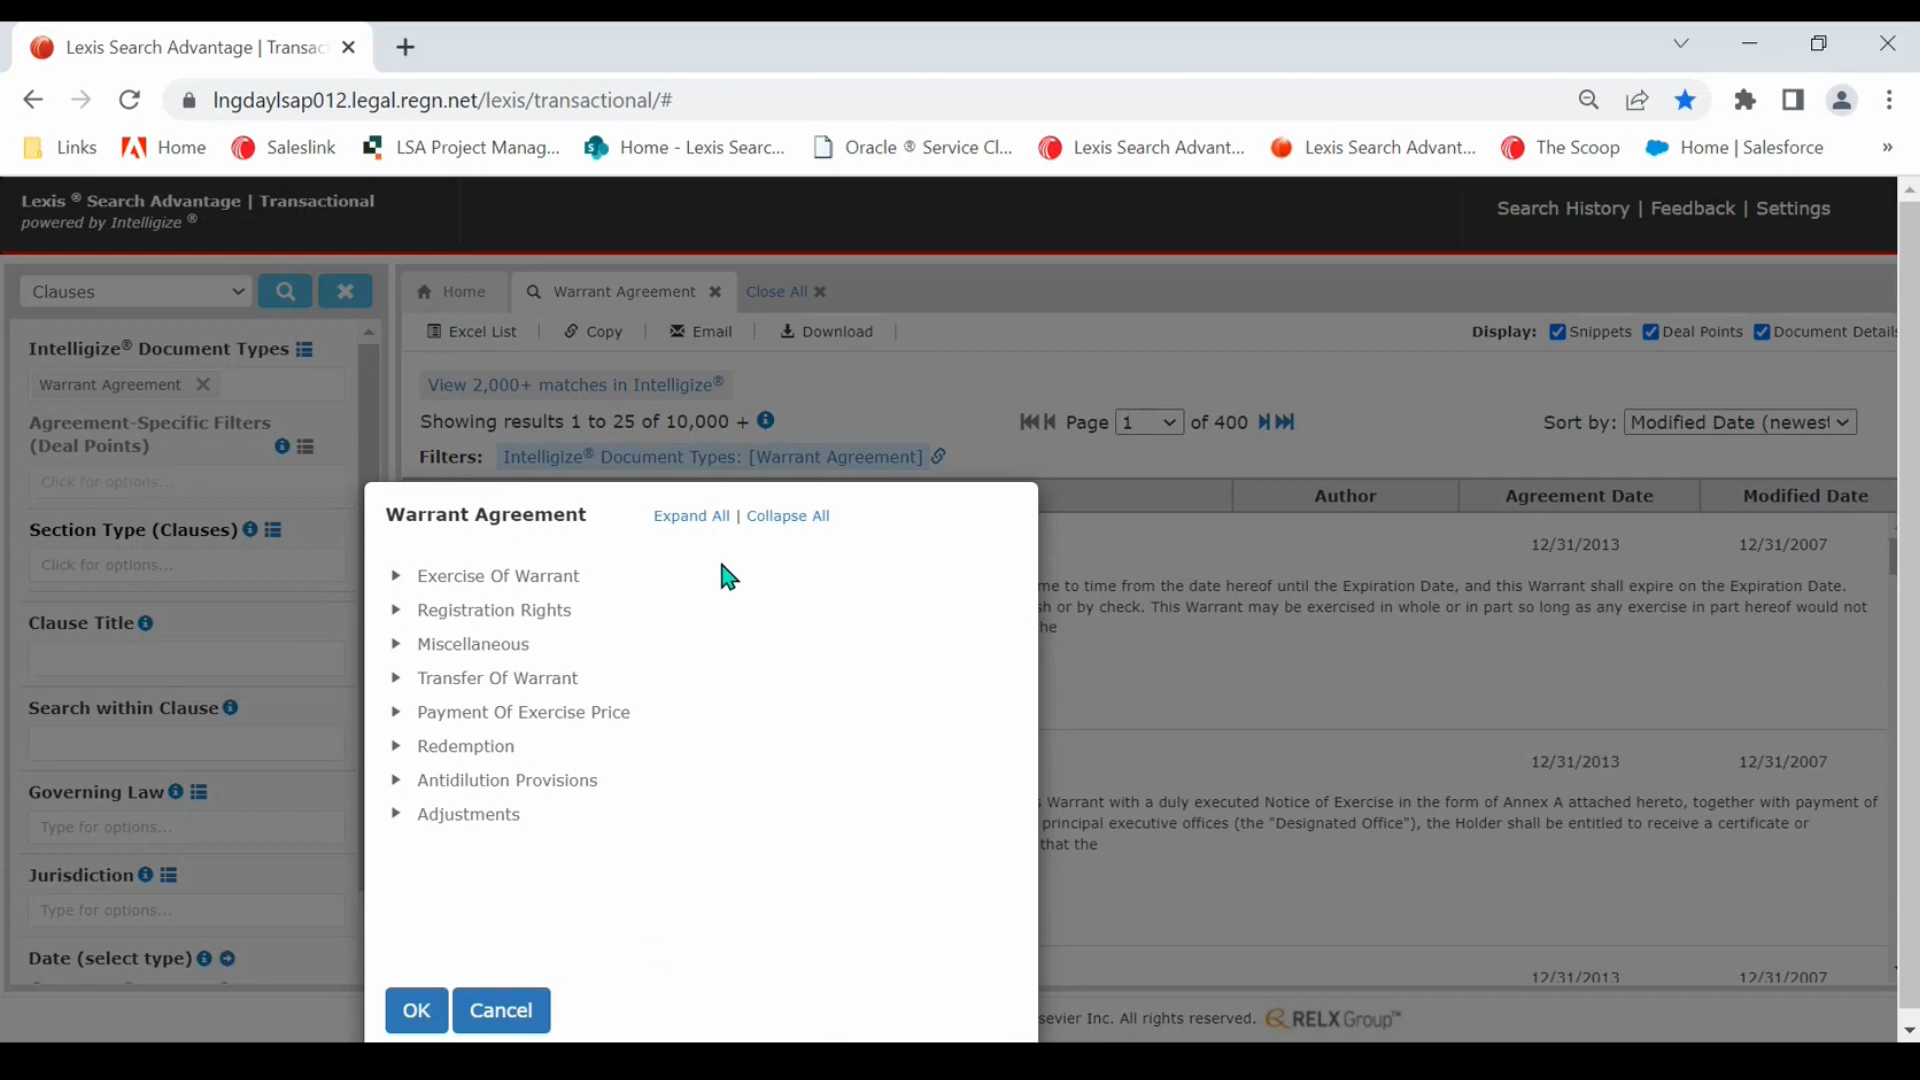 Lexis Search Advantage | Transac
lngdaylsap012.legal.regn.net/lexis/transactional/#
Links
Home
Saleslink
LSA Project Manag...
Home - Lexis Searc...
Oracle ® Service Cl...
Lexis Search Advant...
Lexis Search Advant...
The Scoop
Home | Salesforce
»
Lexis ® Search Advantage | Transactional
powered by Intelligize ®
Search History | Feedback | Settings
Clauses
Home
Warrant Agreement
Close All
Excel List
Copy
Email
Download
Display:
Snippets
Deal Points
Document Details
Intelligize® Document Types
Warrant Agreement
Agreement-Specific Filters
(Deal Points)
Click for options...
Section Type (Clauses)
Click for options...
Clause Title
Search within Clause
Governing Law
Type for options...
Jurisdiction
Type for options...
Date (select type)
View 2,000+ matches in Intelligize®
Showing results 1 to 25 of 10,000 +
Page 1 of 400
Sort by: Modified Date (newest
Filters: Intelligize® Document Types: [Warrant Agreement]
Author
Agreement Date
Modified Date
12/31/2013
12/31/2007
me to time from the date hereof until the Expiration Date, and this Warrant shall expire on the Expiration Date.
sh or by check. This Warrant may be exercised in whole or in part so long as any exercise in part hereof would not
he
12/31/2013
12/31/2007
Warrant with a duly executed Notice of Exercise in the form of Annex A attached hereto, together with payment of
principal executive offices (the "Designated Office"), the Holder shall be entitled to receive a certificate or
that the
12/31/2013
12/31/2007
Warrant Agreement
Expand All | Collapse All
Exercise Of Warrant
Registration Rights
Miscellaneous
Transfer Of Warrant
Payment Of Exercise Price
Redemption
Antidilution Provisions
Adjustments
OK
Cancel
sevier Inc. All rights reserved.
RELX Group™